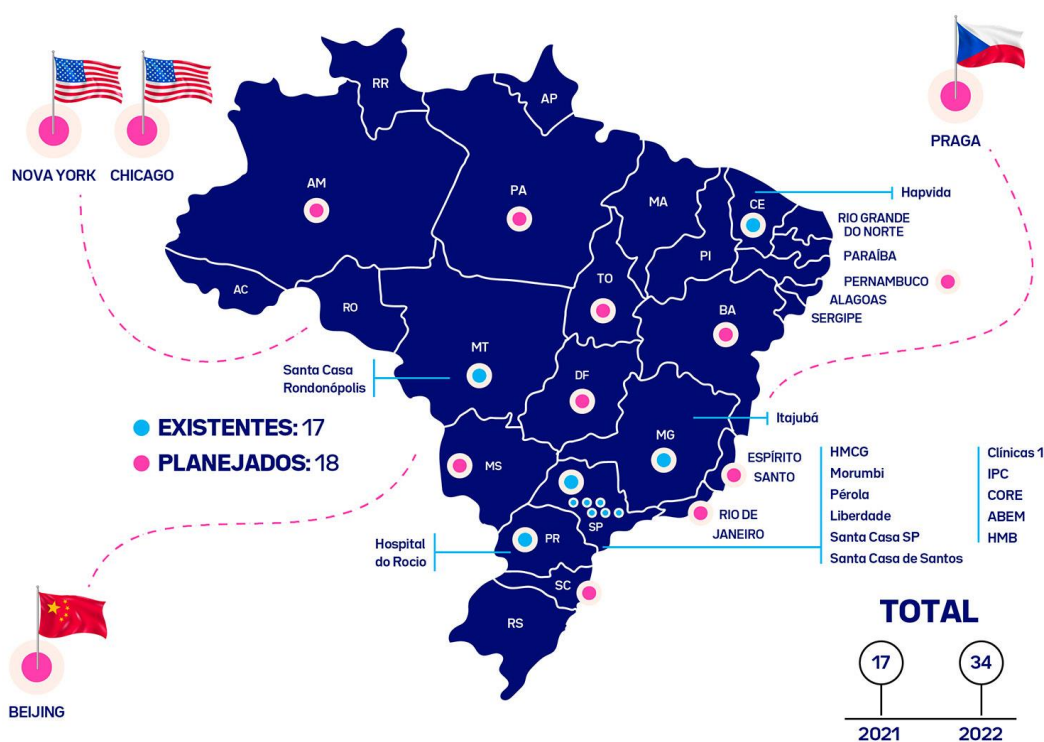 NOVA YORK
CHICAGO
PRAGA
RR
AP
AM
PA
MA
CE
Hapvida
RIO GRANDE
DO NORTE
PI
PARAÍBA
PERNAMBUCO
ALAGOAS
SERGIPE
AC
RO
TO
BA
MT
Santa Casa
Rondonópolis
DF
Itajubá
EXISTENTES: 17
PLANEJADOS: 18
MS
MG
ESPÍRITO
SANTO
RIO DE
JANEIRO
SP
HMCG
Morumbi
Pérola
Liberdade
Santa Casa SP
Santa Casa de Santos
Clínicas 1
IPC
CORE
ABEM
HMB
Hospital
do Rocio
PR
SC
RS
BEIJING
TOTAL
17
34
2021
2022